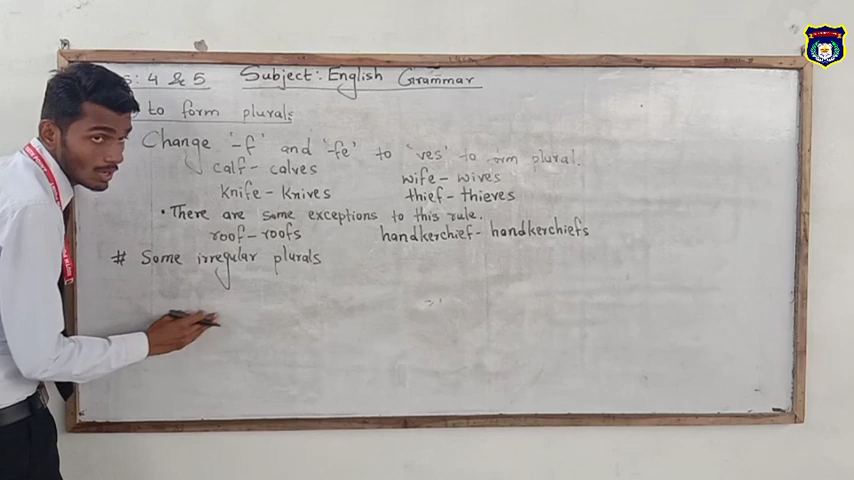 s: 4 & 5 Subject: English Grammar
to form plurals
Change '-f' and '-fe' to 'ves' to form plural.
calf - calves wife - wives
knife - knives thief - thieves
• There are some exceptions to this rule.
roof - roofs handkerchief - handkerchiefs
# Some irregular plurals